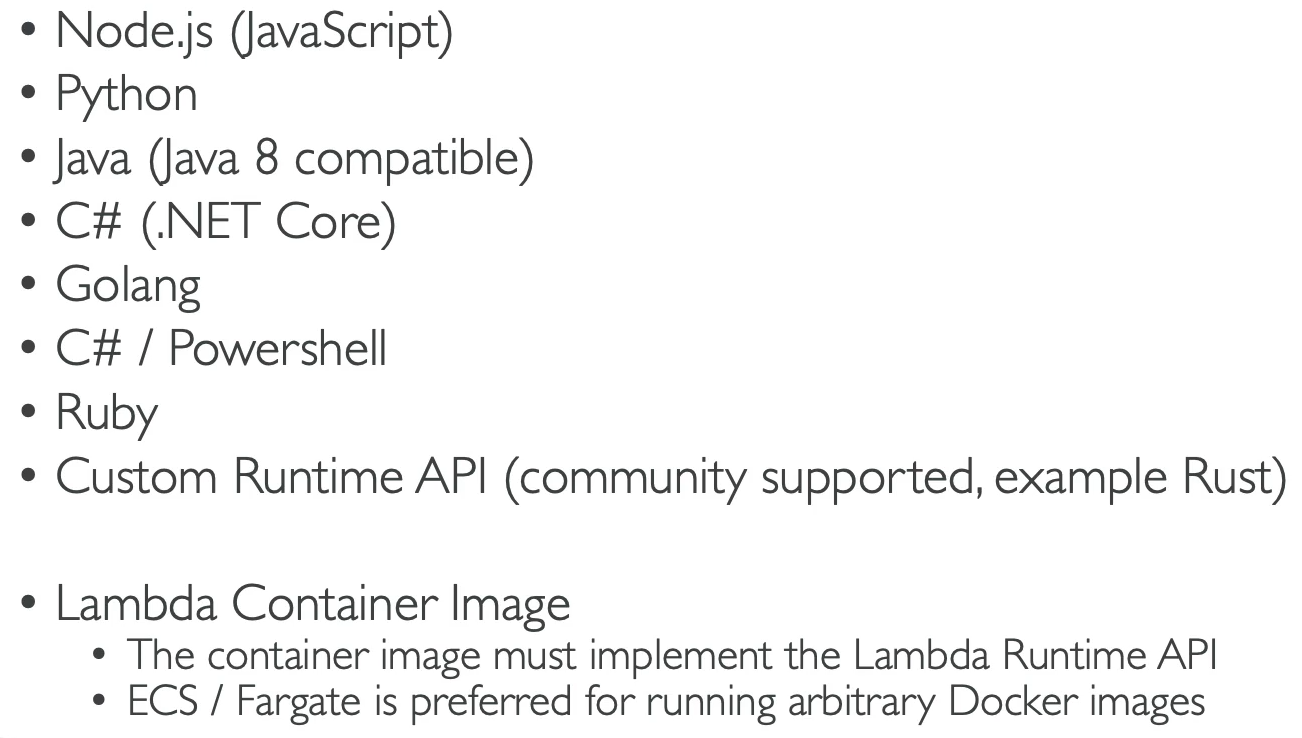 • Node.js (JavaScript)
• Python
• Java (Java 8 compatible)
• C# (.NET Core)
• Golang
• C# / Powershell
• Ruby
• Custom Runtime API (community supported, example Rust)
• Lambda Container Image
• The container image must implement the Lambda Runtime API
• ECS / Fargate is preferred for running arbitrary Docker images